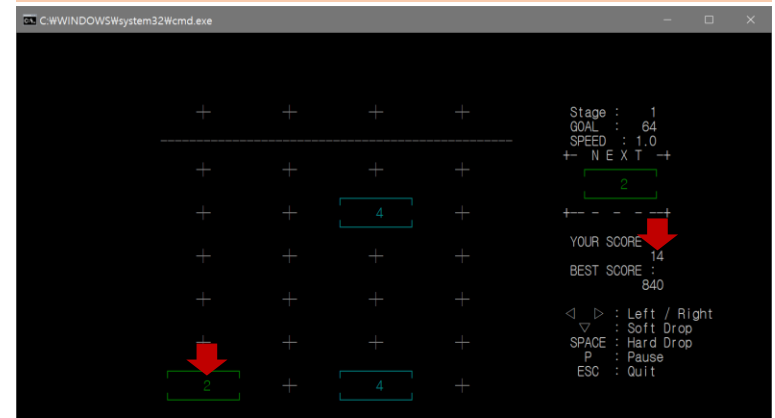 C:₩WINDOWS₩system32₩cmd.exe
Stage : 1
GOAL : 64
SPEED : 1.0
+- N E X T -+
2
4
YOUR SCORE
14
BEST SCORE :
840
◁ ▷ : Left / Right
▽ : Soft Drop
SPACE : Hard Drop
P : Pause
ESC : Quit
2
4